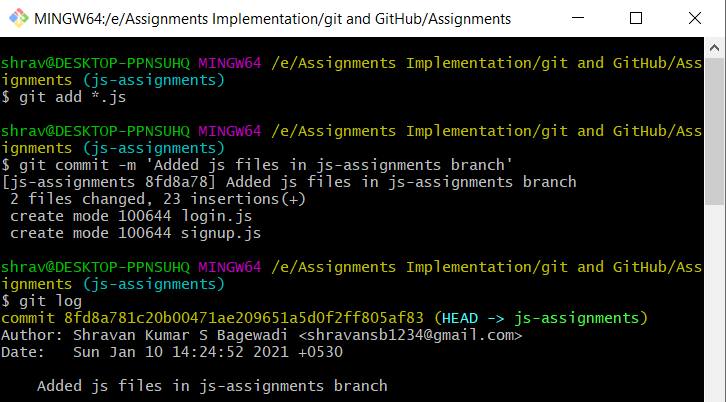 MINGW64:/e/Assignments Implementation/git and GitHub/Assignments
shrav@DESKTOP-PPNSUHQ MINGW64 /e/Assignments Implementation/git and GitHub/Ass
ignments (js-assignments)
$ git add *.js
shrav@DESKTOP-PPNSUHQ MINGW64 /e/Assignments Implementation/git and GitHub/Ass
ignments (js-assignments)
$ git commit -m 'Added js files in js-assignments branch'
[js-assignments 8fd8a78] Added js files in js-assignments branch
 2 files changed, 23 insertions(+)
 create mode 100644 login.js
 create mode 100644 signup.js
shrav@DESKTOP-PPNSUHQ MINGW64 /e/Assignments Implementation/git and GitHub/Ass
ignments (js-assignments)
$ git log
commit 8fd8a781c20b00471ae209651a5d0f2ff805af83 (HEAD -> js-assignments)
Author: Shravan Kumar S Bagewadi <shravansb1234@gmail.com>
Date:   Sun Jan 10 14:24:52 2021 +0530
    Added js files in js-assignments branch